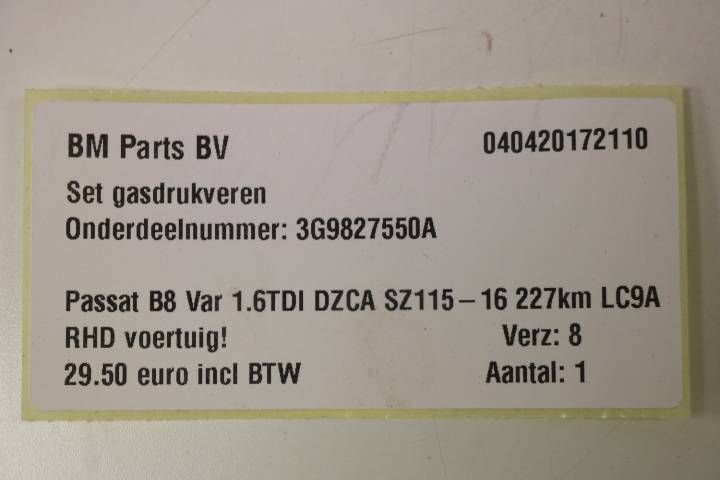 BM Parts BV 040420172110
Set gasdrukveren
Onderdeelnummer: 3G9827550A
Passat B8 Var 1.6TDI DZCA SZ115 – 16 227km LC9A
RHD voertuig! Verz: 8
29.50 euro incl BTW Aantal: 1